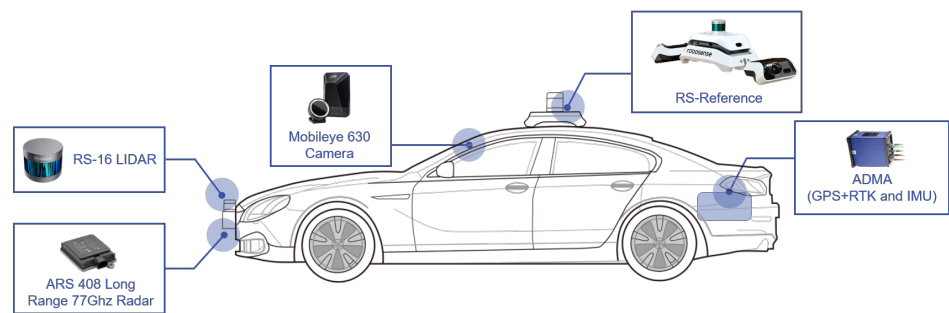 robosense
RS-Reference
Mobileye 630
Camera
RS-16 LIDAR
ADMA
(GPS+RTK and IMU)
ARS 408 Long
Range 77Ghz Radar